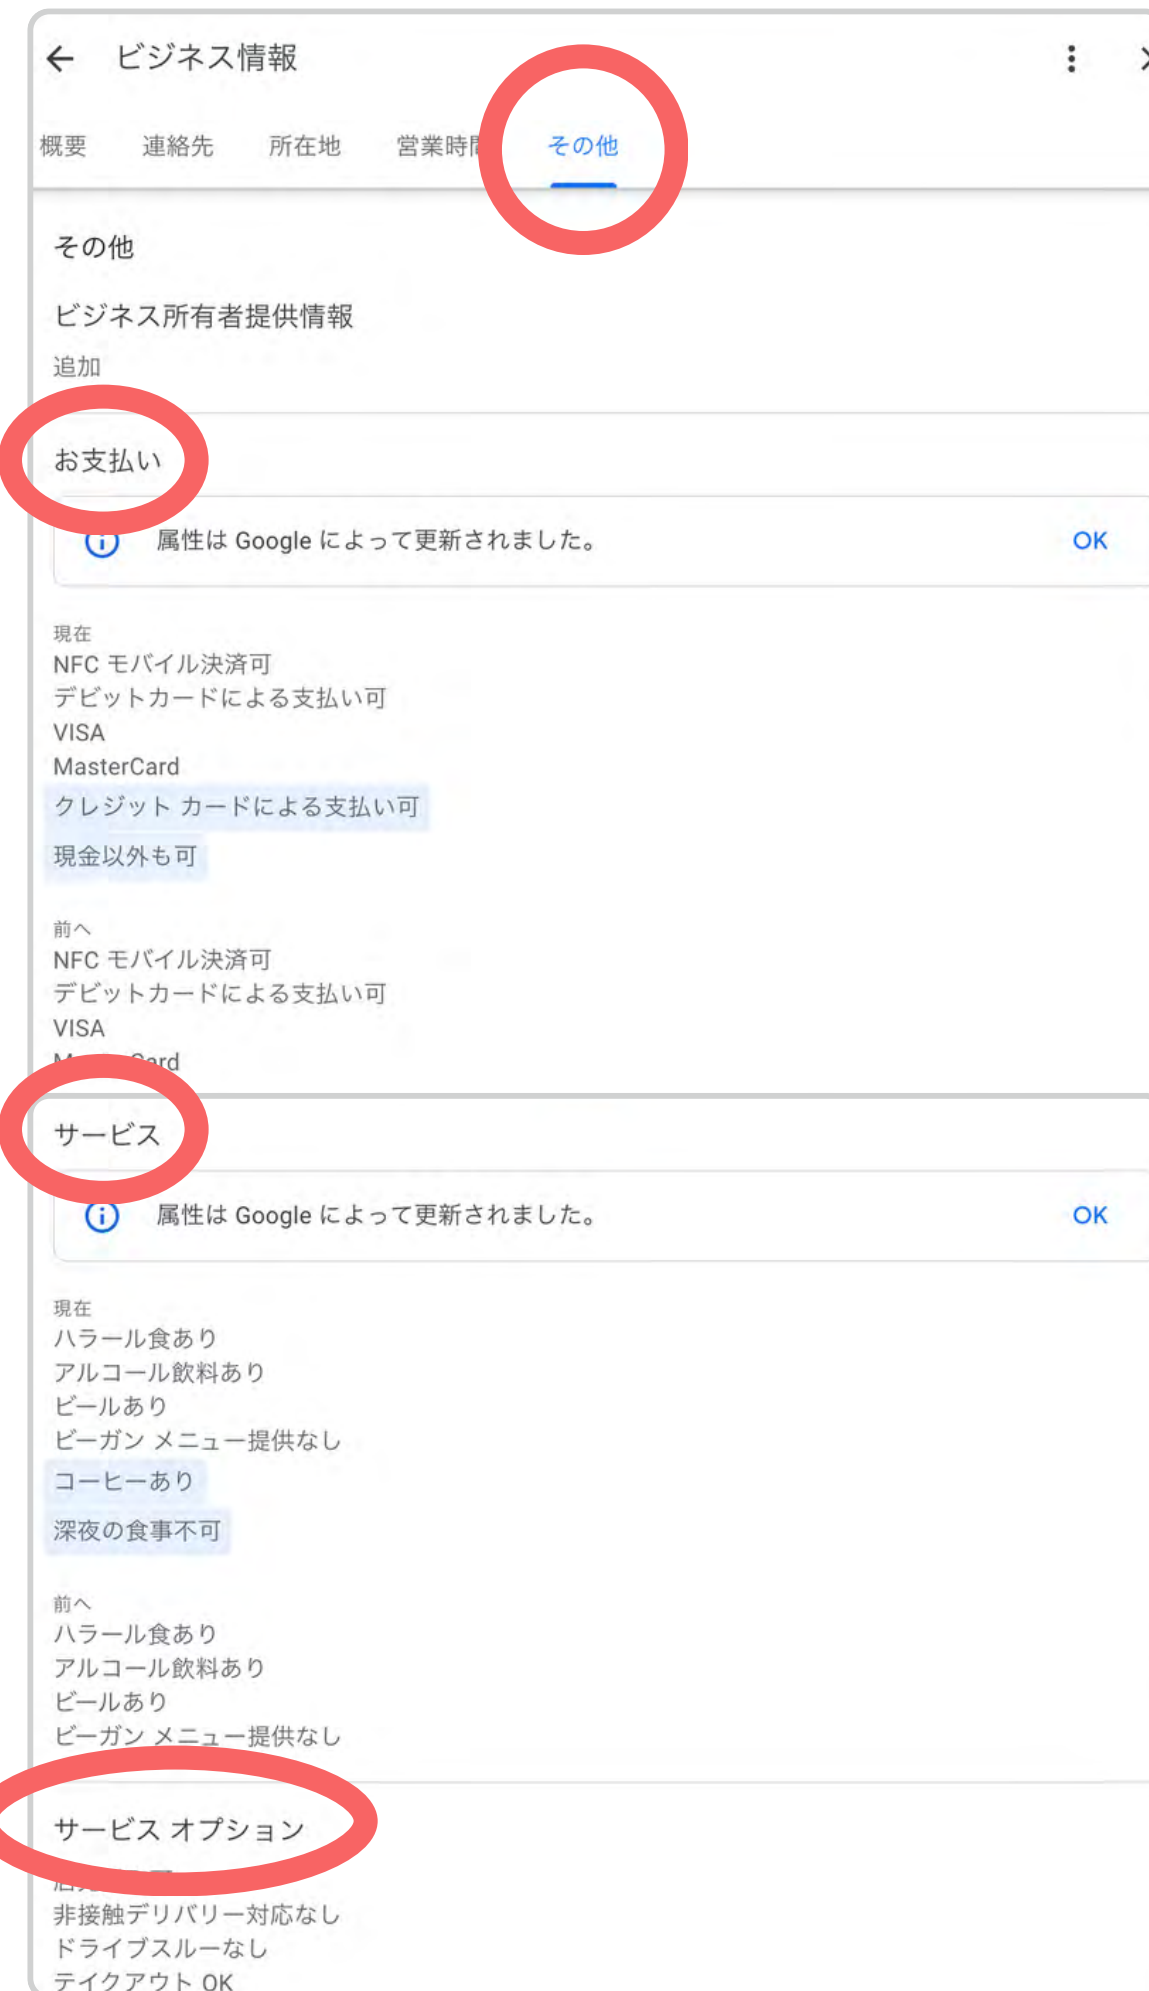 ビジネス情報
概要 連絡先 所在地 営業時間 その他
その他
ビジネス所有者提供情報
追加
お支払い
属性は Google によって更新されました。 OK
現在
NFC モバイル決済可
デビットカードによる支払い可
VISA
MasterCard
クレジット カードによる支払い可
現金以外も可
前へ
NFC モバイル決済可
デビットカードによる支払い可
VISA
MasterCard
サービス
属性は Google によって更新されました。 OK
現在
ハラール食あり
アルコール飲料あり
ビールあり
ビーガン メニュー提供なし
コーヒーあり
深夜の食事不可
前へ
ハラール食あり
アルコール飲料あり
ビールあり
ビーガン メニュー提供なし
サービス オプション
非接触デリバリー対応なし
ドライブスルーなし
テイクアウト OK